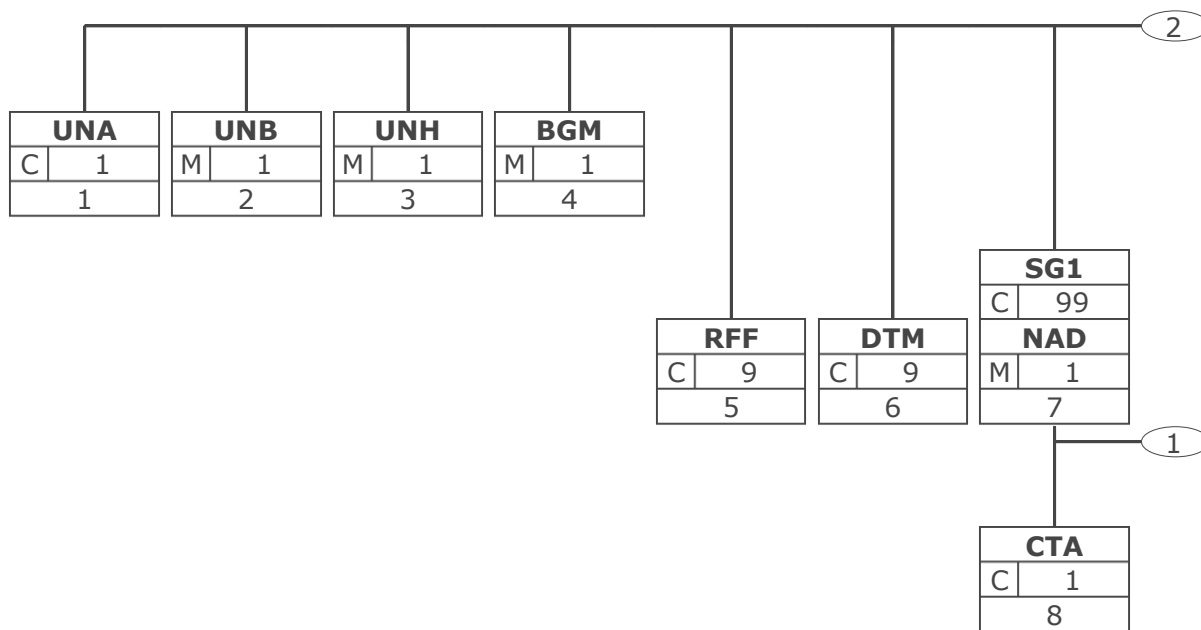 2
UNA UNB UNH BGM
C 1 M 1 M 1 M 1
1 2 3 4
SG1
C 99
RFF DTM NAD
C 9 C 9 M 1
5 6 7
1
CTA
C 1
8